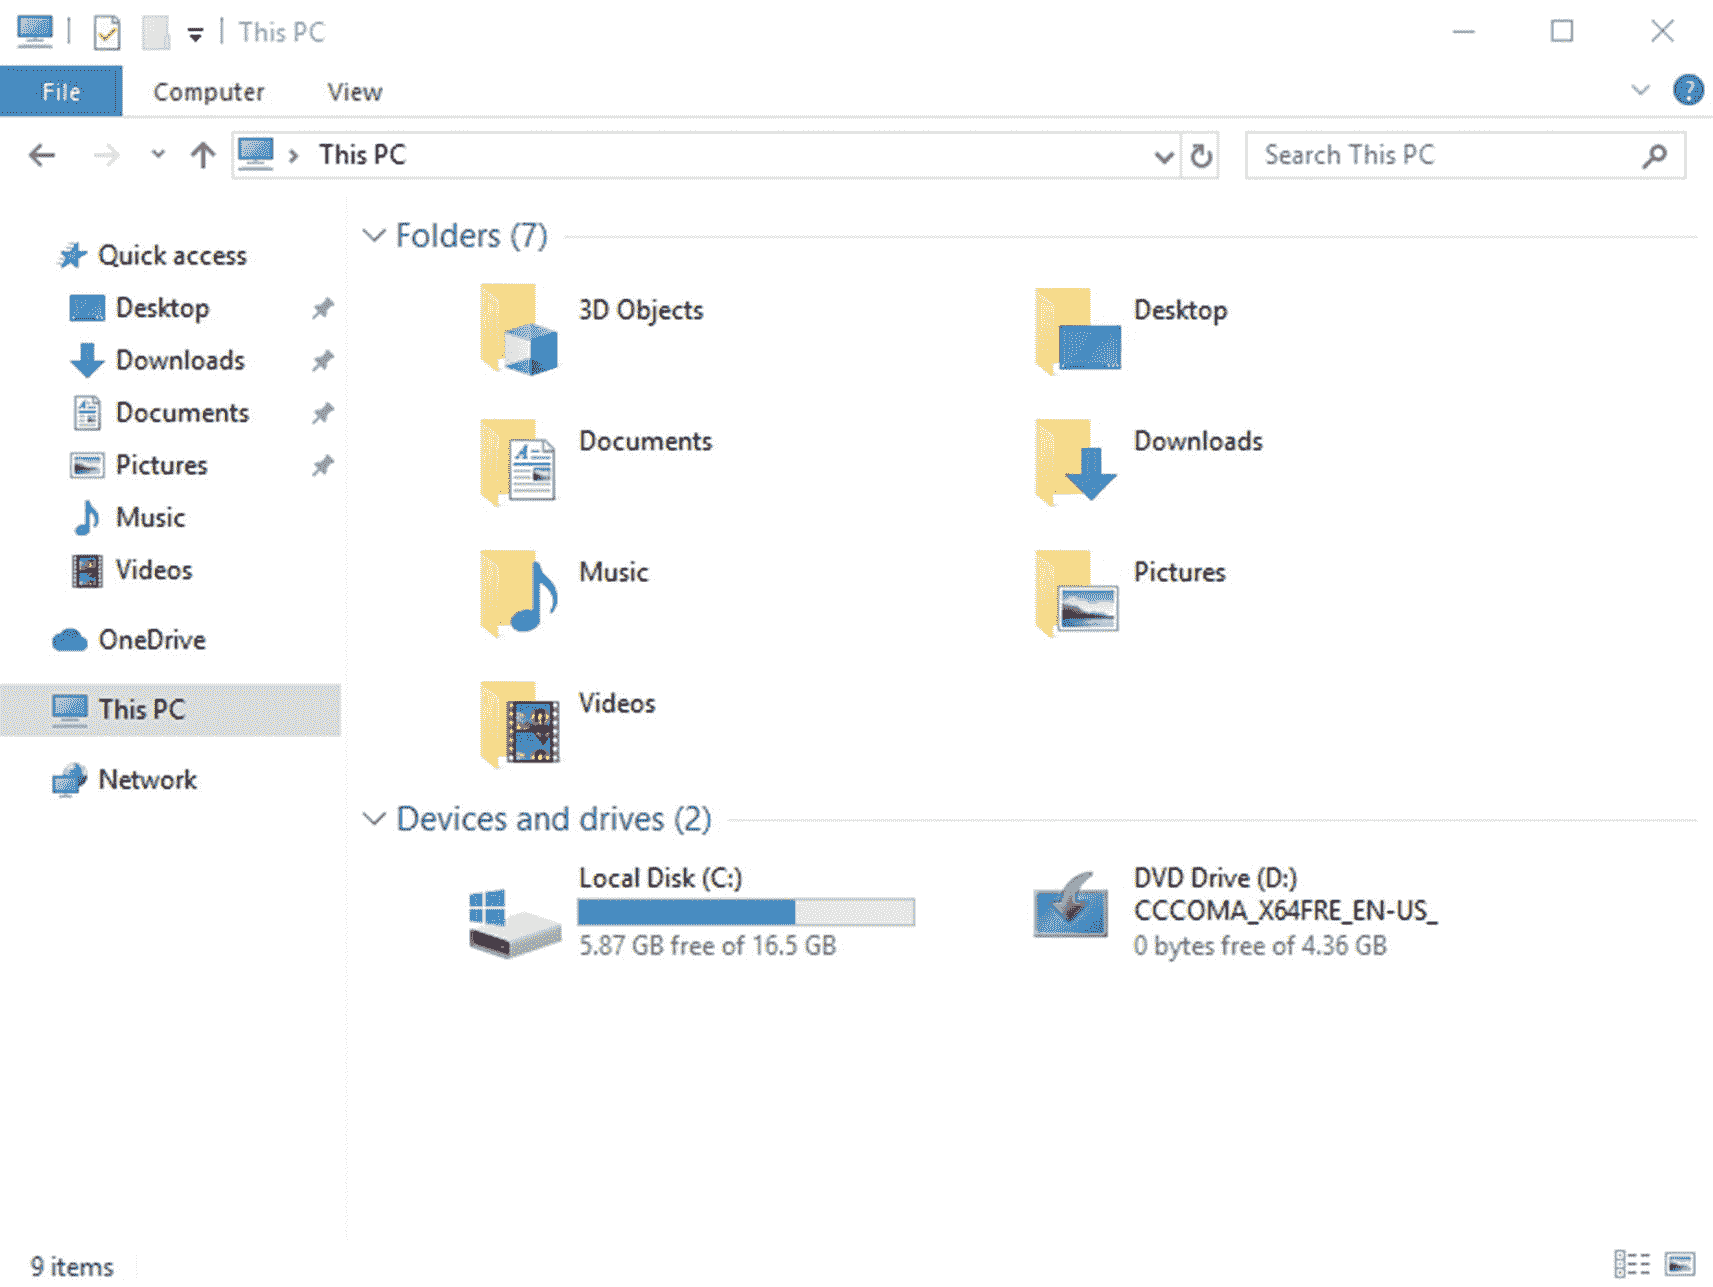 This PC
File Computer View
This PC
Search This PC
Quick access
Desktop
Downloads
Documents
Pictures
Music
Videos
OneDrive
This PC
Network
Folders (7)
3D Objects
Desktop
Documents
Downloads
Music
Pictures
Videos
Devices and drives (2)
Local Disk (C:)
5.87 GB free of 16.5 GB
DVD Drive (D:)
CCCOMA_X64FRE_EN-US_
0 bytes free of 4.36 GB
9 items